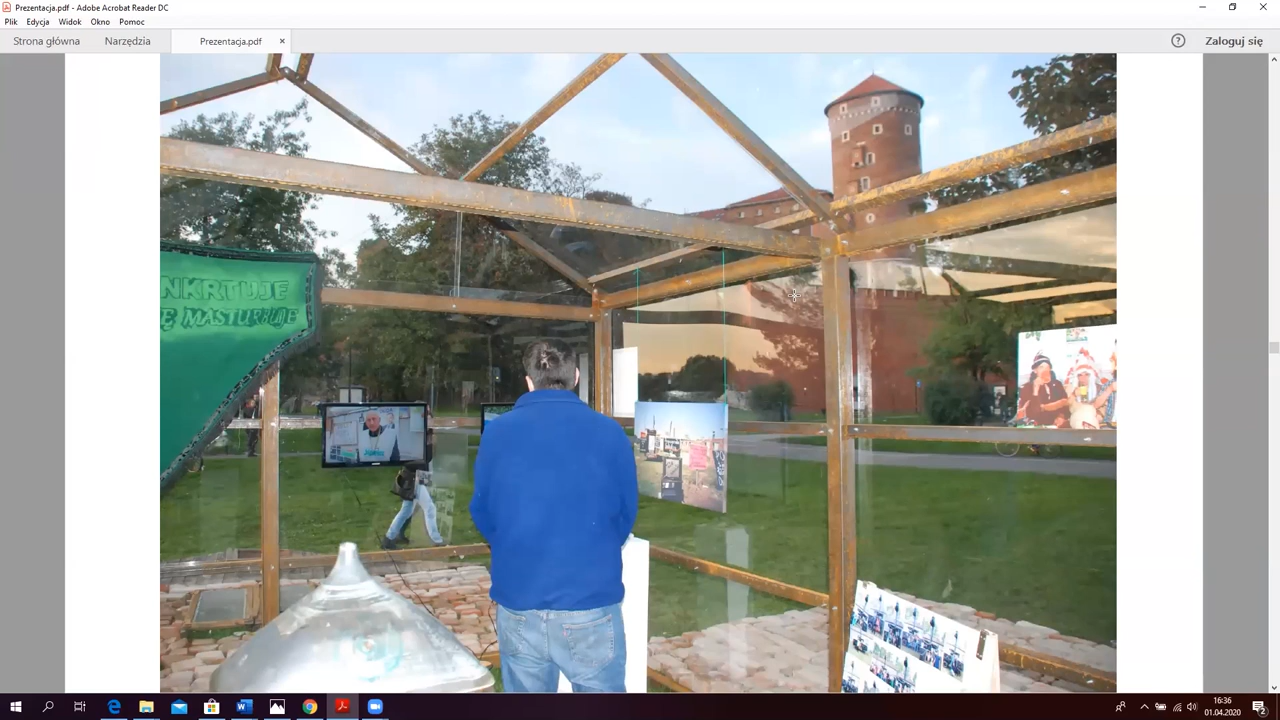 Prezentacja.pdf - Adobe Acrobat Reader DC
Plik Edycja Widok Okno Pomoc
Strona główna Narzędzia Prezentacja.pdf Zaloguj się
NKRTUJE
Ę MASTURBUJE
16:36
01.04.2020
2